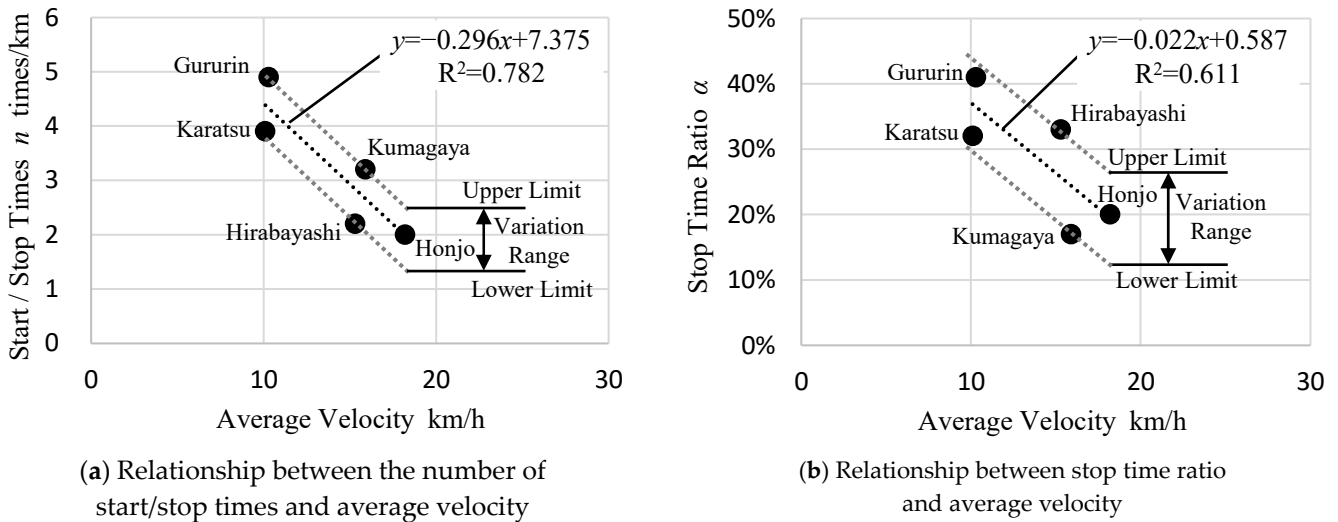 Start / Stop Times n times/km
6
5
4
3
2
1
0
0
10
20
30
y=−0.296x+7.375
R²=0.782
Gururin
Karatsu
Kumagaya
Hirabayashi
Honjo
Upper Limit
Variation
Range
Lower Limit
Average Velocity km/h
(a) Relationship between the number of
start/stop times and average velocity
Stop Time Ratio α
50%
40%
30%
20%
10%
0%
0
10
20
30
y=−0.022x+0.587
R²=0.611
Gururin
Hirabayashi
Karatsu
Upper Limit
Honjo
Variation
Range
Kumagaya
Lower Limit
Average Velocity km/h
(b) Relationship between stop time ratio
and average velocity